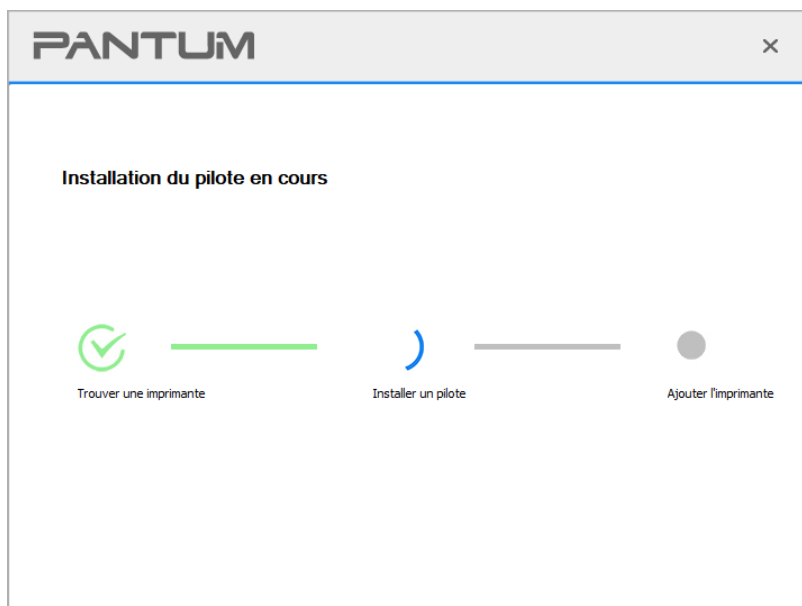 PANTUM
Installation du pilote en cours
Trouver une imprimante
Installer un pilote
Ajouter l'imprimante